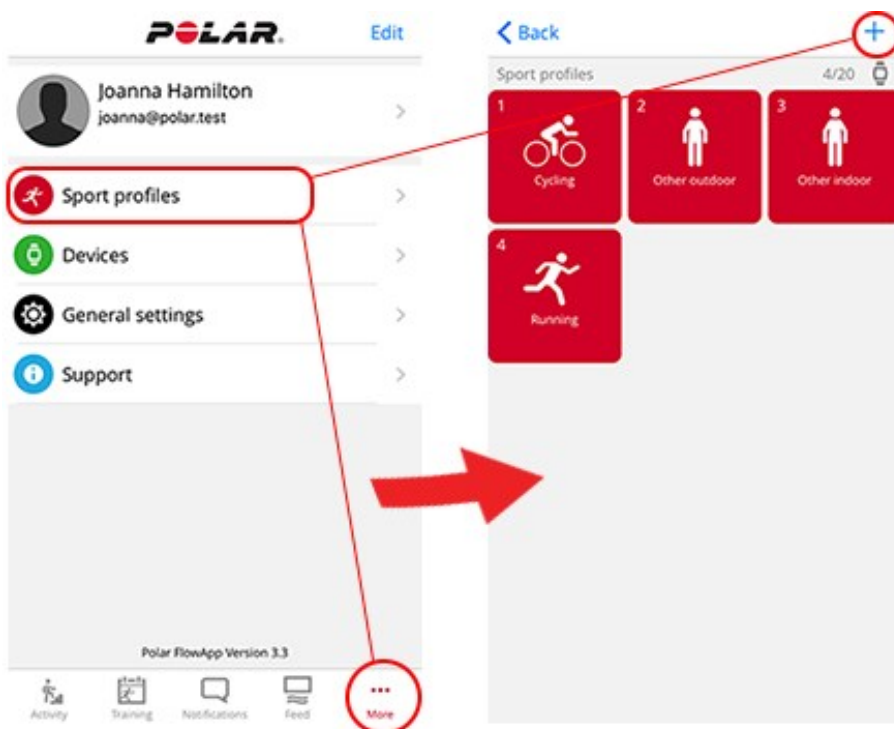 POLAR.
Edit
Joanna Hamilton
joanna@polar.test
Sport profiles
Devices
General settings
Support
Polar FlowApp Version 3.3
Activity
Training
Notifications
Feed
More
Back
+
Sport profiles
4/20
1
Cycling
2
Other outdoor
3
Other indoor
4
Running